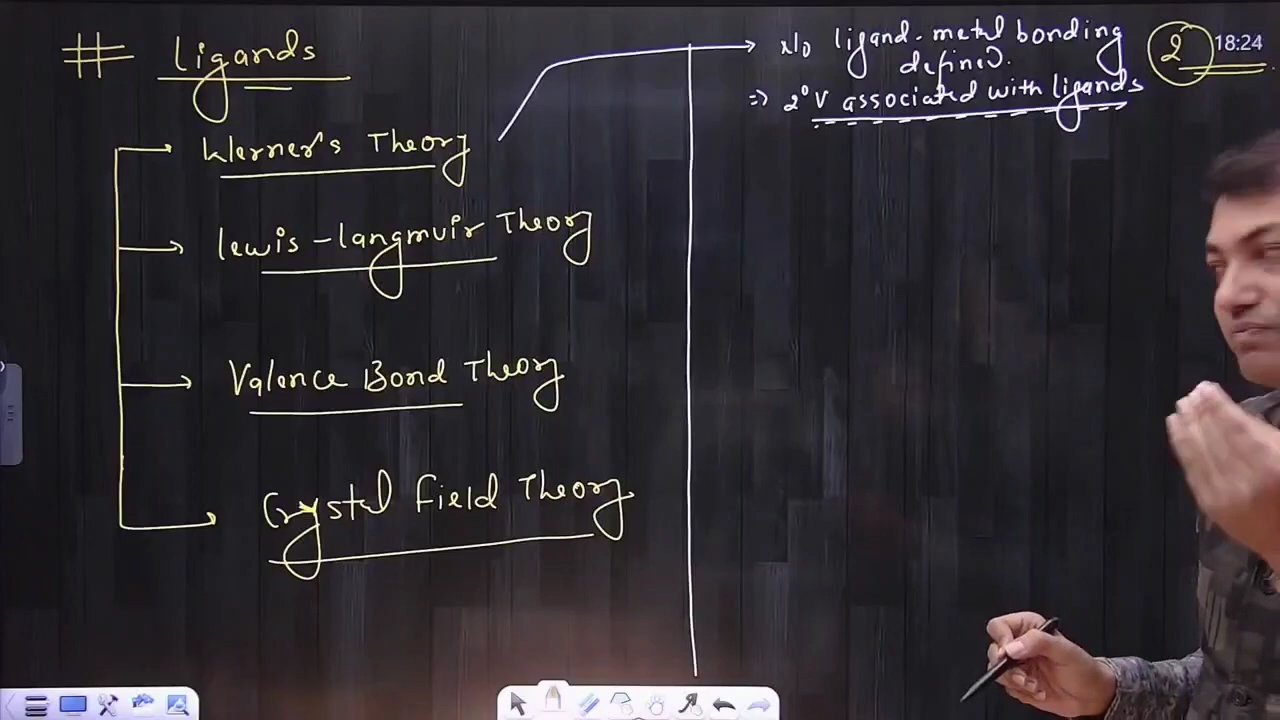 # Ligands
Werner's Theory
Lewis - Langmuir Theory
Valence Bond Theory
Crystal Field Theory
No ligand - metal bonding
defined.
=> 2° V associated with ligands
2
18:24